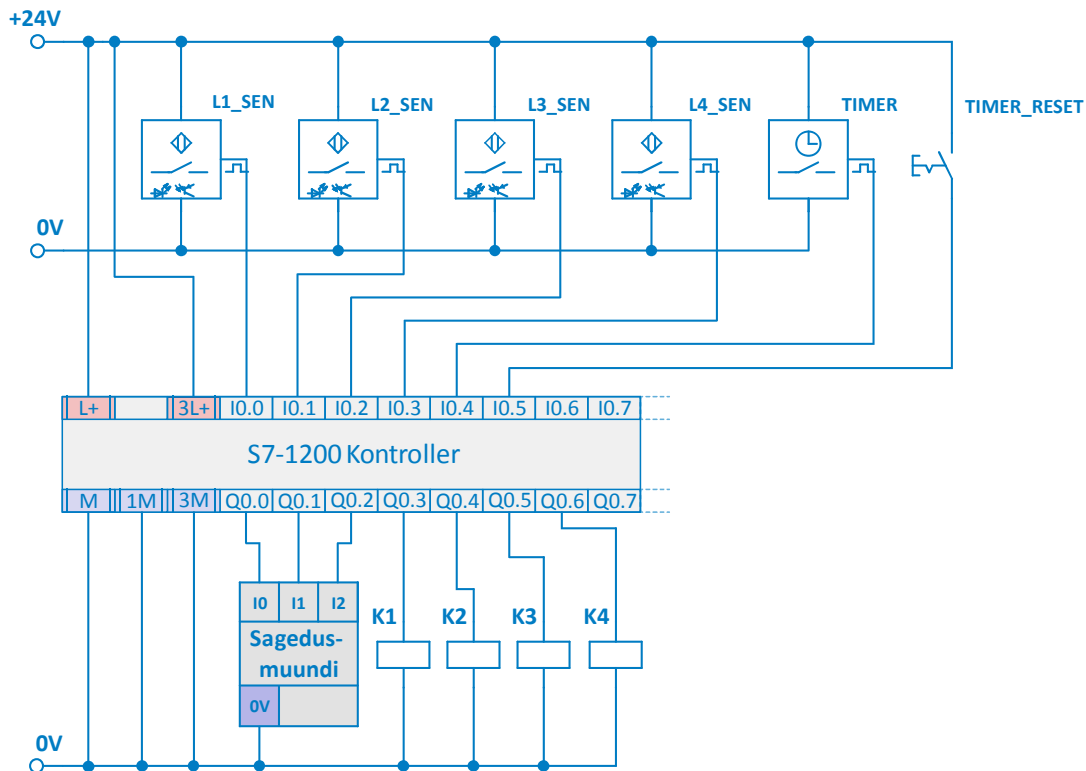 +24V
L1_SEN
L2_SEN
L3_SEN
L4_SEN
TIMER
TIMER_RESET
0V
L+ 3L+ I0.0 I0.1 I0.2 I0.3 I0.4 I0.5 I0.6 I0.7
S7-1200 Kontroller
M 1M 3M Q0.0 Q0.1 Q0.2 Q0.3 Q0.4 Q0.5 Q0.6 Q0.7
I0 I1 I2
Sagedus-
muundi
0V
K1
K2
K3
K4
0V